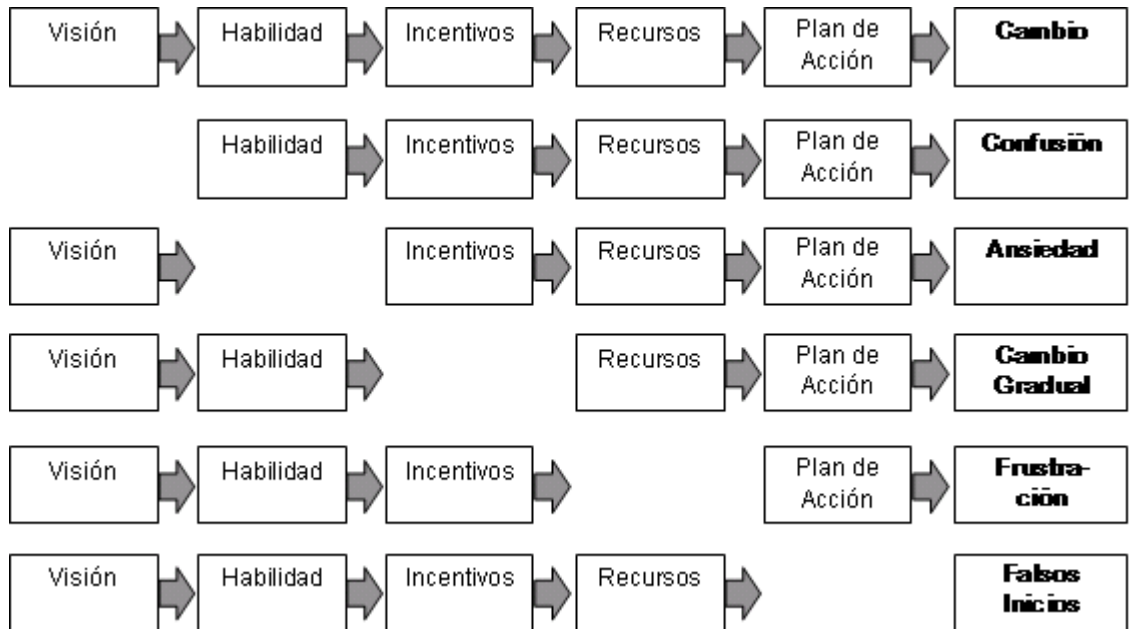 Visión Habilidad Incentivos Recursos Plan de Acción Cambio
Habilidad Incentivos Recursos Plan de Acción Confusión
Visión Incentivos Recursos Plan de Acción Ansiedad
Visión Habilidad Recursos Plan de Acción Cambio Gradual
Visión Habilidad Incentivos Plan de Acción Frustra-ción
Visión Habilidad Incentivos Recursos Falsos Inicios